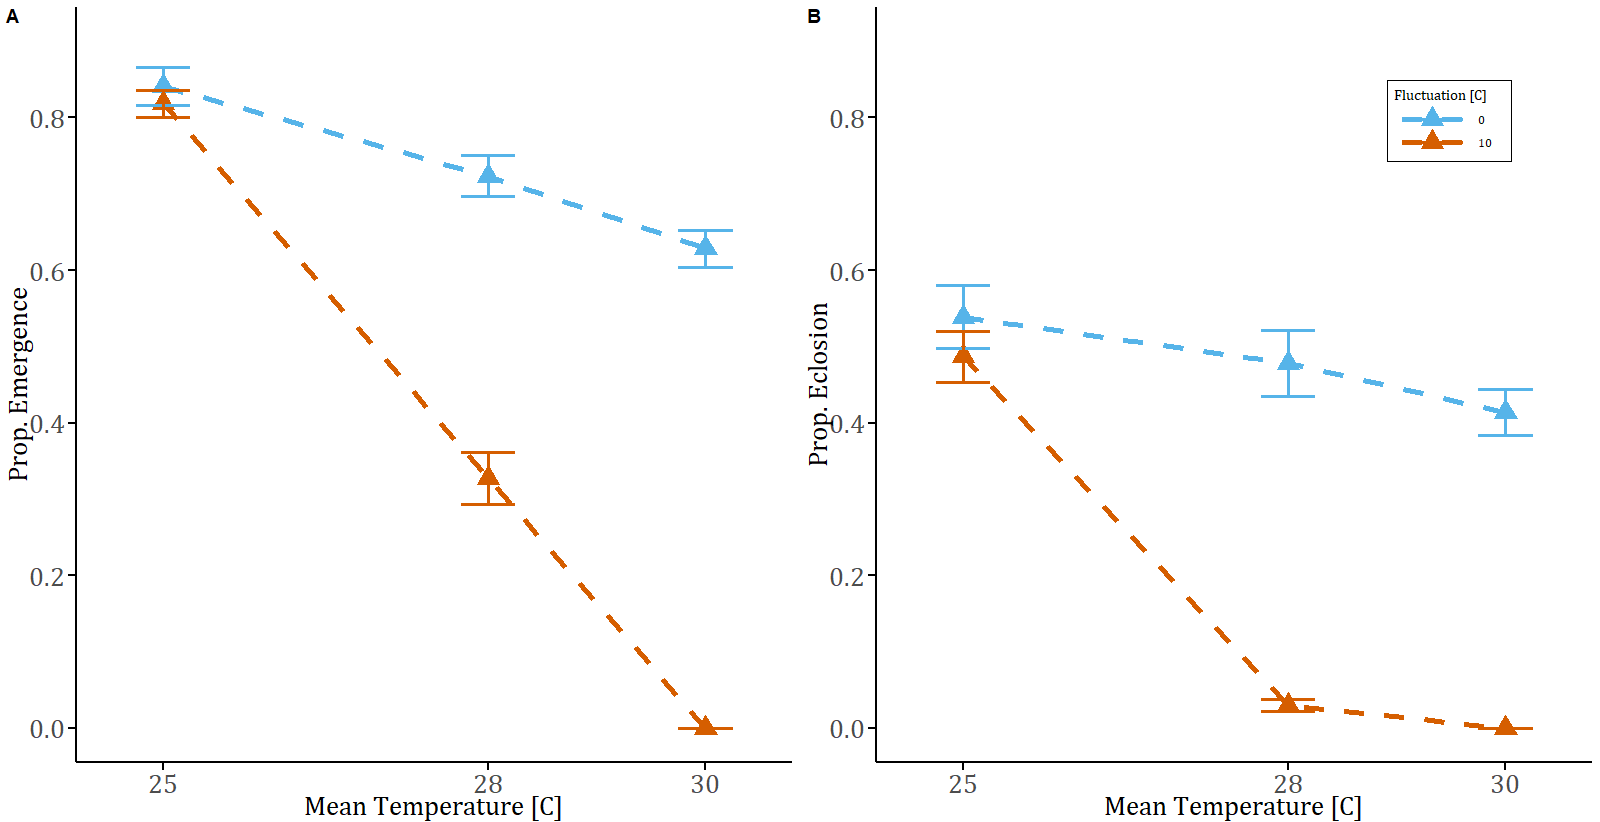 A
Prop. Emergence
0.8
0.6
0.4
0.2
0.0
25
28
30
Mean Temperature [C]
B
Prop. Eclosion
0.8
0.6
0.4
0.2
0.0
25
28
30
Mean Temperature [C]
Fluctuation [C]
0
10